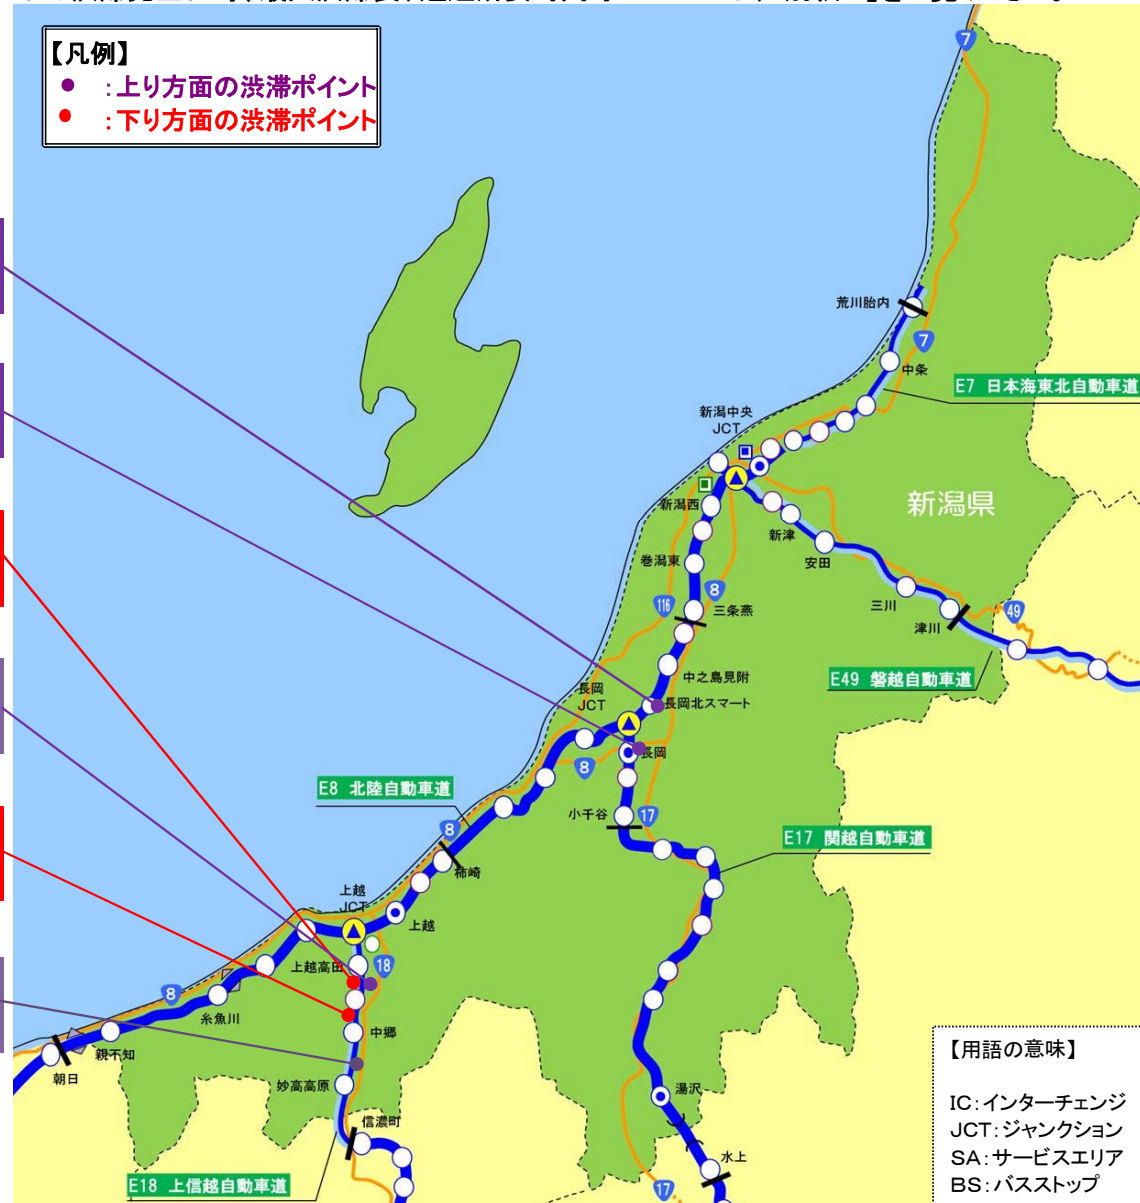 【凡例】
● :上り方面の渋滞ポイント
● :下り方面の渋滞ポイント
7
荒川胎内
7
中条
E7 日本海東北自動車道
新潟中央
JCT
新潟県
新潟西
新津
安田
巻潟東
8
116
三条燕
三川
津川
49
中之島見附
E49 磐越自動車道
長岡
JCT
長岡北スマート
長岡
8
E8 北陸自動車道
小千谷
17
8
E17 関越自動車道
柿崎
上越
JCT
上越
上越高田
18
8
糸魚川
中郷
親不知
朝日
妙高高原
湯沢
信濃町
水上
E18 上信越自動車道
17
【用語の意味】
IC:インターチェンジ
JCT:ジャンクション
SA:サービスエリア
BS:バスストップ